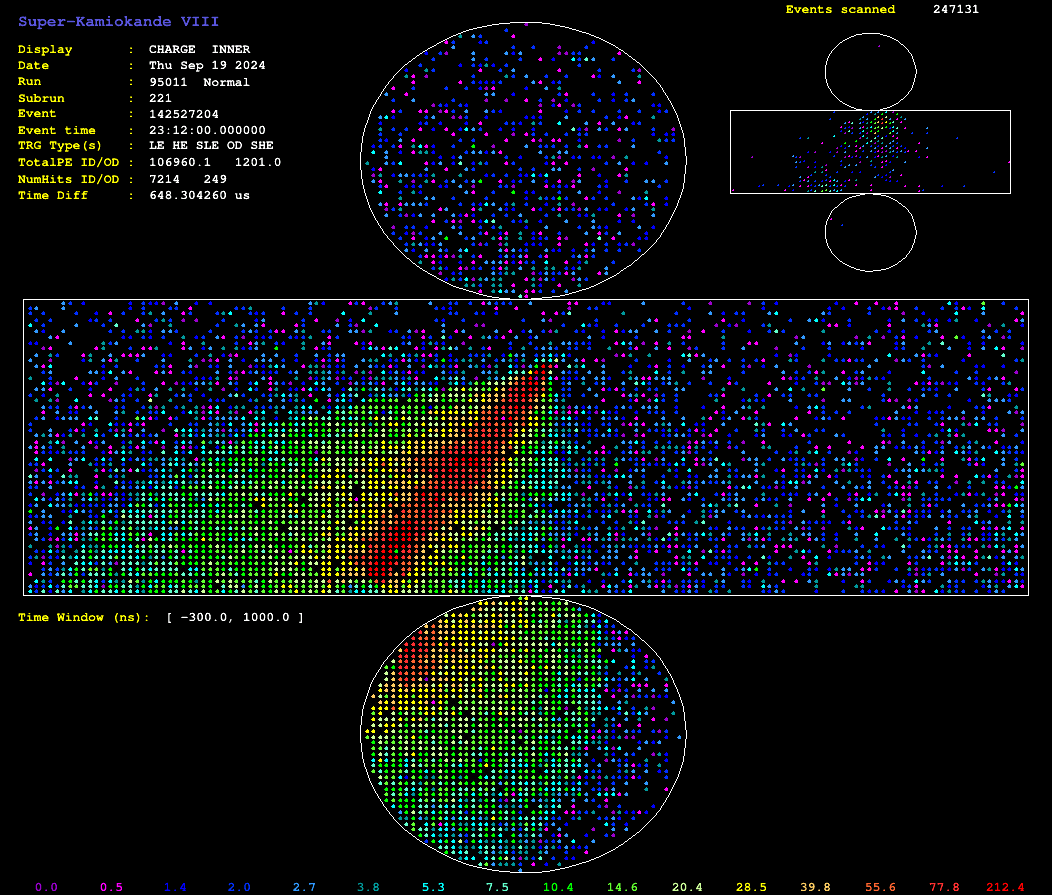 Super-Kamiokande VIII
Events scanned 247131
Display : CHARGE INNER
Date : Thu Sep 19 2024
Run : 95011 Normal
Subrun : 221
Event : 142527204
Event time : 23:12:00.000000
TRG Type(s) : LE HE SLE OD SHE
TotalPE ID/OD : 106960.1 1201.0
NumHits ID/OD : 7214 249
Time Diff : 648.304260 us
Time Window (ns): [ -300.0, 1000.0 ]
0.0 0.5 1.4 2.0 2.7 3.8 5.3 7.5 10.4 14.6 20.4 28.5 39.8 55.6 77.8 212.4